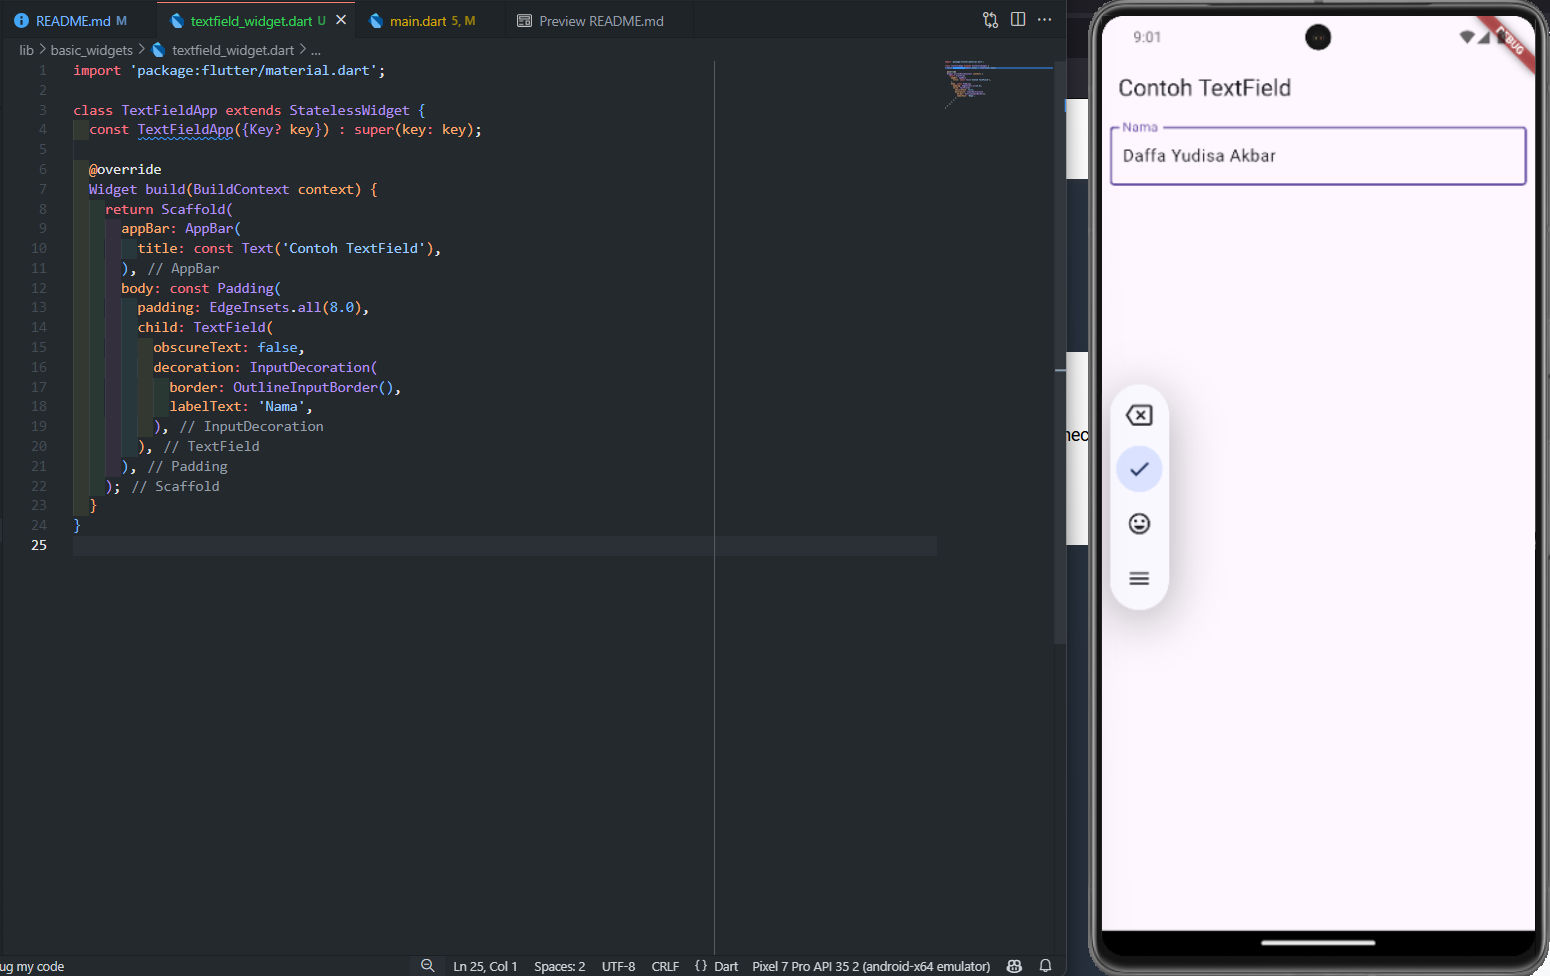 README.md M
textfield_widget.dart U
main.dart 5, M
Preview README.md
lib > basic_widgets > textfield_widget.dart > ...
1 import 'package:flutter/material.dart';
2
3 class TextFieldApp extends StatelessWidget {
4 const TextFieldApp({Key? key}) : super(key: key);
5
6 @override
7 Widget build(BuildContext context) {
8 return Scaffold(
9 appBar: AppBar(
10 title: const Text('Contoh TextField'),
11 ), // AppBar
12 body: const Padding(
13 padding: EdgeInsets.all(8.0),
14 child: TextField(
15 obscureText: false,
16 decoration: InputDecoration(
17 border: OutlineInputBorder(),
18 labelText: 'Nama',
19 ), // InputDecoration
20 ), // TextField
21 ), // Padding
22 ); // Scaffold
23 }
24 }
25
ug my code
Ln 25, Col 1
Spaces: 2
UTF-8
CRLF
{} Dart
Pixel 7 Pro API 35 2 (android-x64 emulator)
9:01
DEBUG
Contoh TextField
Nama
Daffa Yudisa Akbar